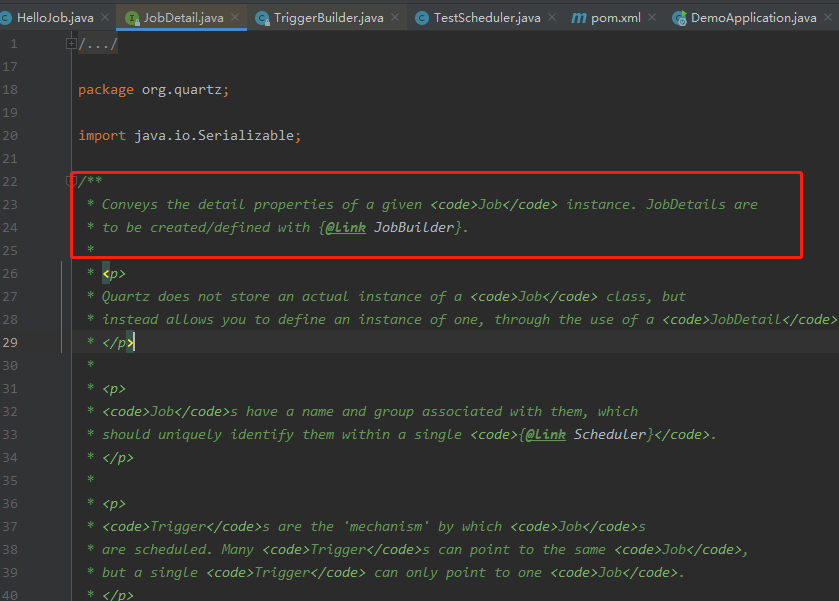 HelloJob.java × JobDetail.java × TriggerBuilder.java × TestScheduler.java × pom.xml × DemoApplication.java ×
1 /.../
17
18 package org.quartz;
19
20 import java.io.Serializable;
21
22 /**
23 * Conveys the detail properties of a given <code>Job</code> instance. JobDetails are
24 * to be created/defined with {@link JobBuilder}.
25 *
26 * <p>
27 * Quartz does not store an actual instance of a <code>Job</code> class, but
28 * instead allows you to define an instance of one, through the use of a <code>JobDetail</code>
29 * </p>
30 *
31 * <p>
32 * <code>Job</code>s have a name and group associated with them, which
33 * should uniquely identify them within a single <code>{@link Scheduler}</code>.
34 * </p>
35 *
36 * <p>
37 * <code>Trigger</code>s are the 'mechanism' by which <code>Job</code>s
38 * are scheduled. Many <code>Trigger</code>s can point to the same <code>Job</code>,
39 * but a single <code>Trigger</code> can only point to one <code>Job</code>.
40 * </p>